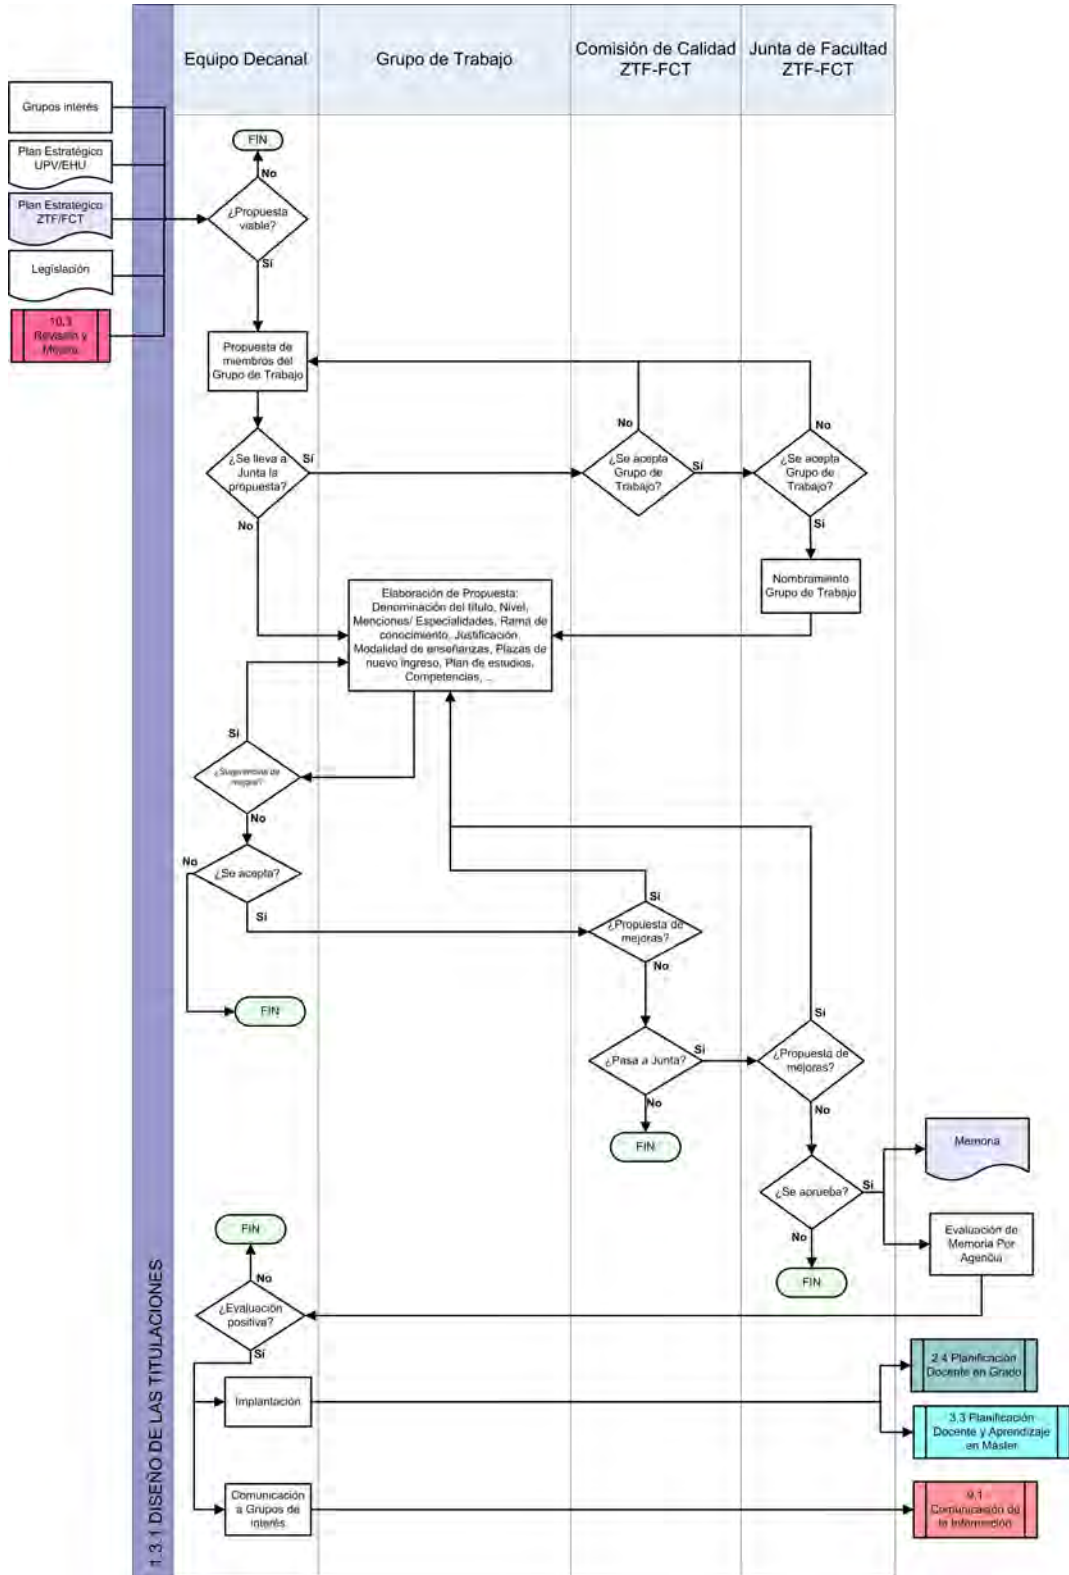 Equipo Decanal
Grupo de Trabajo
Comisión de Calidad
ZTF-FCT
Junta de Facultad
ZTF-FCT
Grupos interés
Plan Estratégico
UPV/EHU
Plan Estratégico
ZTF/FCT
Legislación
10.3
Revisión y
Mejora
1.3.1 DISEÑO DE LAS TITULACIONES
FIN
No
¿Propuesta
viable?
Sí
Propuesta de
miembros del
Grupo de Trabajo
¿Se lleva a
Junta la
propuesta?
Sí
No
No
¿Se acepta
Grupo de
Trabajo?
Sí
No
¿Se acepta
Grupo de
Trabajo?
Sí
Nombramiento
Grupo de Trabajo
Elaboración de Propuesta:
Denominación del título, Nivel,
Menciones/ Especialidades, Rama de
conocimiento, Justificación
Modalidad de enseñanzas, Plazas de
nuevo ingreso, Plan de estudios,
Competencias, ...
Sí
¿Sugerencias de
mejora?
No
No
¿Se acepta?
Sí
FIN
Sí
¿Propuesta de
mejoras?
No
¿Pasa a Junta?
Sí
No
FIN
Sí
¿Propuesta de
mejoras?
No
¿Se aprueba?
Sí
No
FIN
Memoria
Evaluación de
Memoria Por
Agencia
FIN
No
¿Evaluación
positiva?
Sí
Implantación
Comunicación
a Grupos de
interés
2.4 Planificación
Docente en Grado
3.3 Planificación
Docente y Aprendizaje
en Máster
9.1
Comunicación de
la Información